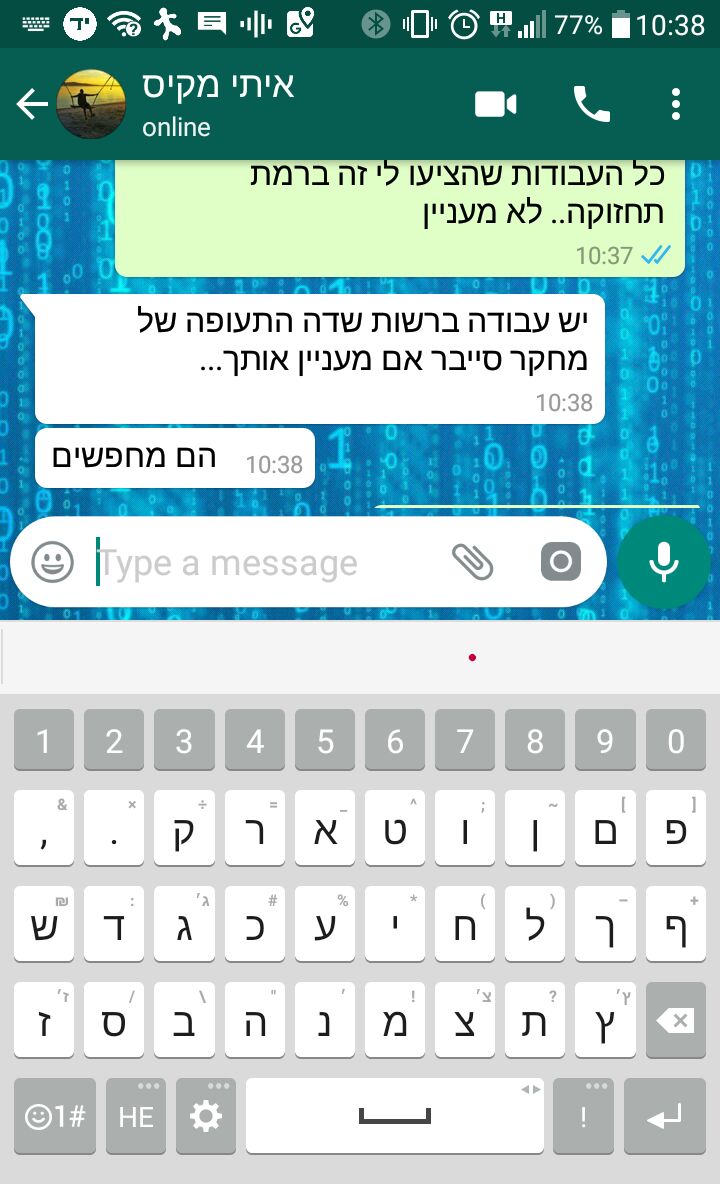 77% 10:38
איתי מקיס
online
כל העבודות שהציעו לי זה ברמת
תחזוקה.. לא מעניין
10:37
יש עבודה ברשות שדה התעופה של
מחקר סייבר אם מעניין אותך...
10:38
הם מחפשים 10:38
Type a message
1 2 3 4 5 6 7 8 9 0
, . ק ר א ט ו ן ם פ
ש ד ג כ ע י ח ל ך ף
ז ס ב ה נ מ צ ת ץ
1# HE !